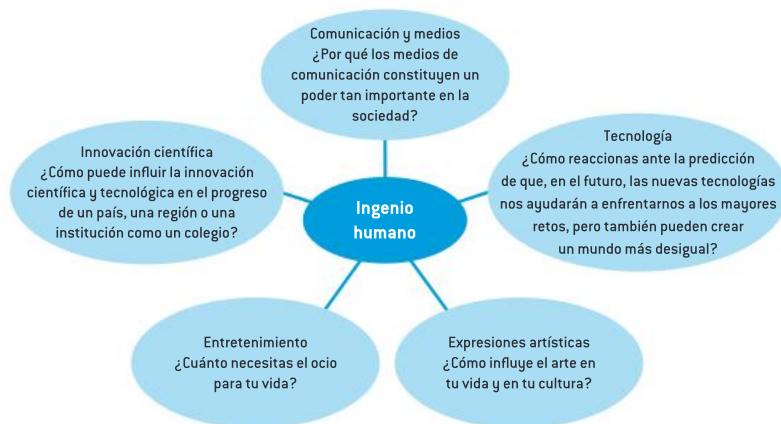 Comunicación y medios
¿Por qué los medios de
comunicación constituyen un
poder tan importante en la
sociedad?
Innovación científica
¿Cómo puede influir la innovación
científica y tecnológica en el progreso
de un país, una región o una
institución como un colegio?
Tecnología
¿Cómo reaccionas ante la predicción
de que, en el futuro, las nuevas tecnologías
nos ayudarán a enfrentarnos a los mayores
retos, pero también pueden crear
un mundo más desigual?
Ingenio
humano
Entretenimiento
¿Cuánto necesitas el ocio
para tu vida?
Expresiones artísticas
¿Cómo influye el arte en
tu vida y en tu cultura?